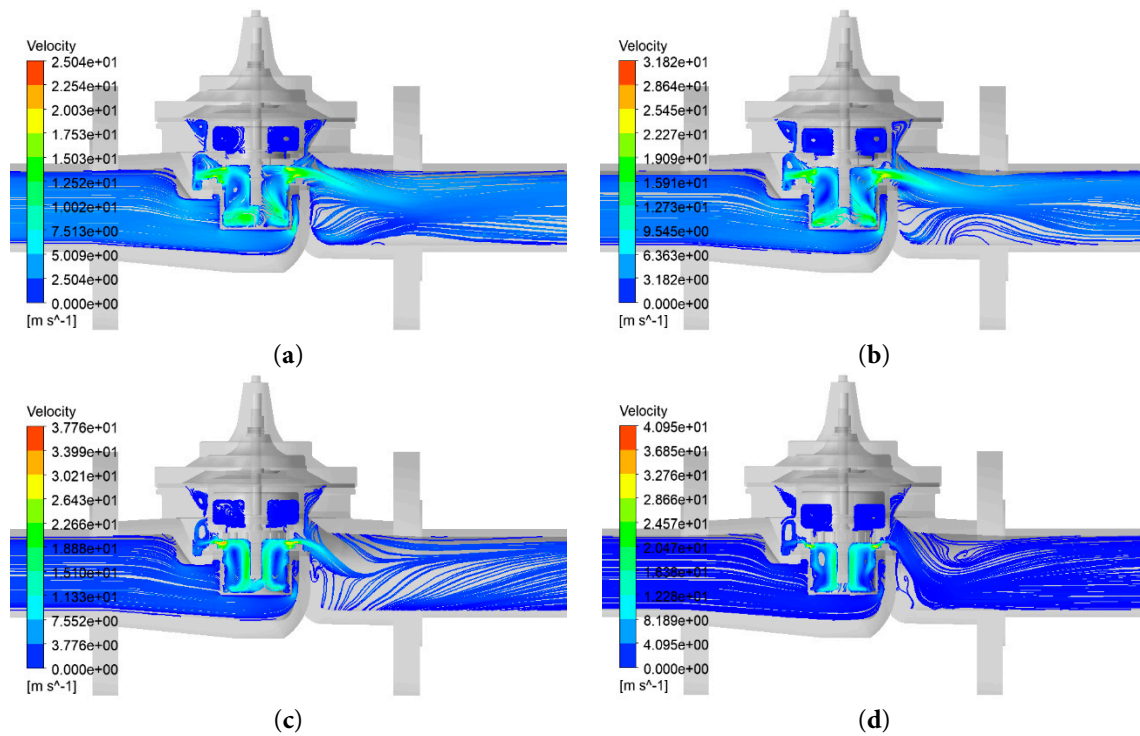 Velocity
2.504e+01
2.254e+01
2.003e+01
1.753e+01
1.503e+01
1.252e+01
1.002e+01
7.513e+00
5.009e+00
2.504e+00
0.000e+00
[m s^-1]
(a)
Velocity
3.182e+01
2.864e+01
2.545e+01
2.227e+01
1.909e+01
1.591e+01
1.273e+01
9.545e+00
6.363e+00
3.182e+00
0.000e+00
[m s^-1]
(b)
Velocity
3.776e+01
3.399e+01
3.021e+01
2.643e+01
2.266e+01
1.888e+01
1.510e+01
1.133e+01
7.552e+00
3.776e+00
0.000e+00
[m s^-1]
(c)
Velocity
4.095e+01
3.685e+01
3.276e+01
2.866e+01
2.457e+01
2.047e+01
1.638e+01
1.228e+01
8.189e+00
4.095e+00
0.000e+00
[m s^-1]
(d)